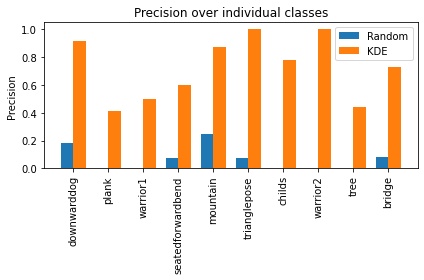 Precision over individual classes
Random
KDE
Precision
1.0
0.8
0.6
0.4
0.2
0.0
downwarddog
plank
warrior1
seatedforwardbend
mountain
trianglepose
childs
warrior2
tree
bridge